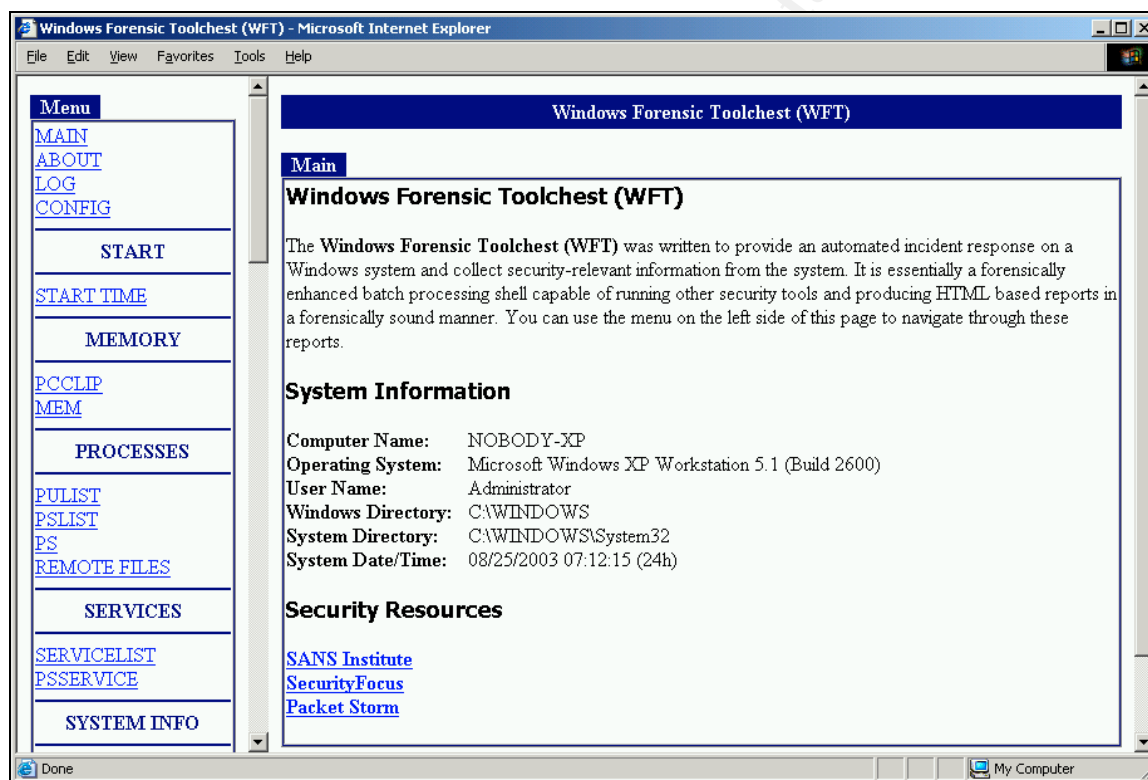 Windows Forensic Toolchest (WFT) - Microsoft Internet Explorer
File Edit View Favorites Tools Help
Menu
MAIN
ABOUT
LOG
CONFIG
START
START TIME
MEMORY
PCCLIP
MEM
PROCESSES
PULIST
PSLIST
PS
REMOTE FILES
SERVICES
SERVICELIST
PSSERVICE
SYSTEM INFO
Windows Forensic Toolchest (WFT)
Main
Windows Forensic Toolchest (WFT)
The Windows Forensic Toolchest (WFT) was written to provide an automated incident response on a
Windows system and collect security-relevant information from the system. It is essentially a forensically
enhanced batch processing shell capable of running other security tools and producing HTML based reports in
a forensically sound manner. You can use the menu on the left side of this page to navigate through these
reports.
System Information
Computer Name: NOBODY-XP
Operating System: Microsoft Windows XP Workstation 5.1 (Build 2600)
User Name: Administrator
Windows Directory: C:\WINDOWS
System Directory: C:\WINDOWS\System32
System Date/Time: 08/25/2003 07:12:15 (24h)
Security Resources
SANS Institute
SecurityFocus
Packet Storm
Done
My Computer